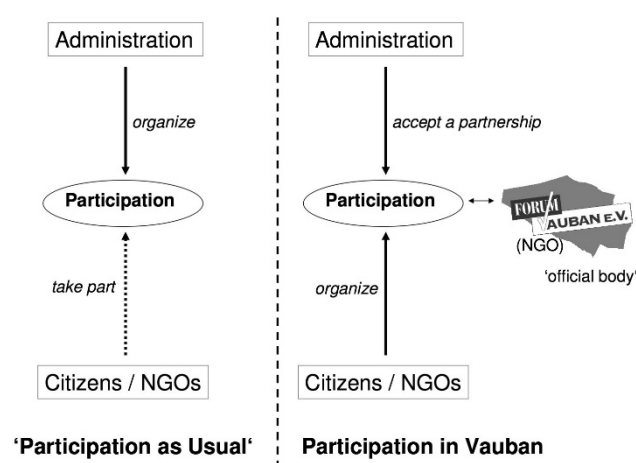 Administration
organize
Participation
take part
Citizens / NGOs
‘Participation as Usual‘
Administration
accept a partnership
Participation
FORUM
VAUBAN E.V.
(NGO)
‘official body‘
organize
Citizens / NGOs
Participation in Vauban